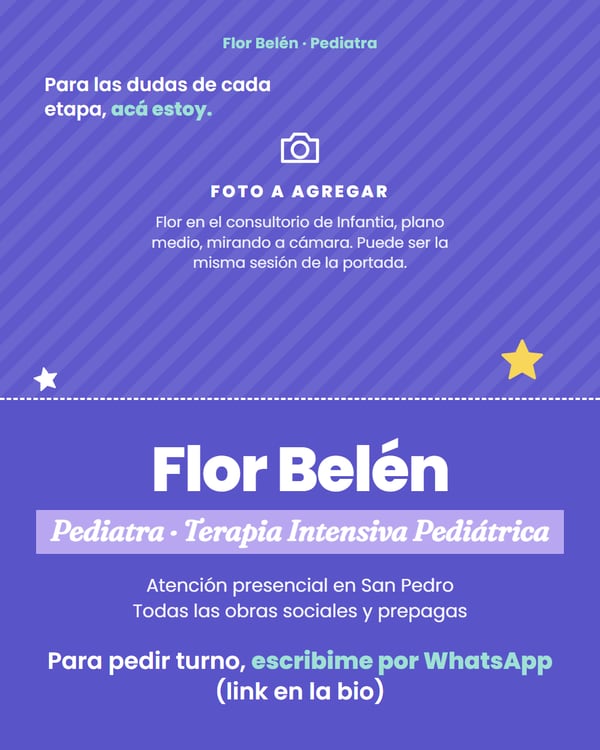 Flor Belén · Pediatra
Para las dudas de cada
etapa, acá estoy.
FOTO A AGREGAR
Flor en el consultorio de Infantia, plano
medio, mirando a cámara. Puede ser la
misma sesión de la portada.
Flor Belén
Pediatra · Terapia Intensiva Pediátrica
Atención presencial en San Pedro
Todas las obras sociales y prepagas
Para pedir turno, escribime por WhatsApp
(link en la bio)